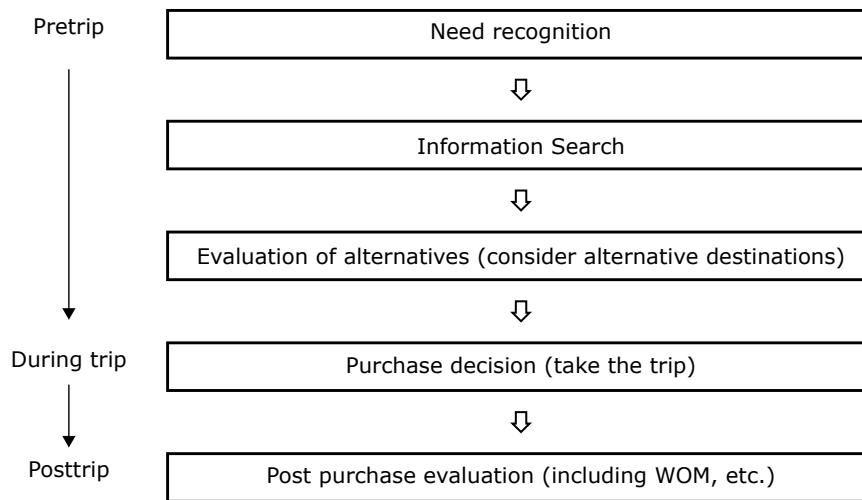 Pretrip
Need recognition
Information Search
Evaluation of alternatives (consider alternative destinations)
During trip
Purchase decision (take the trip)
Posttrip
Post purchase evaluation (including WOM, etc.)